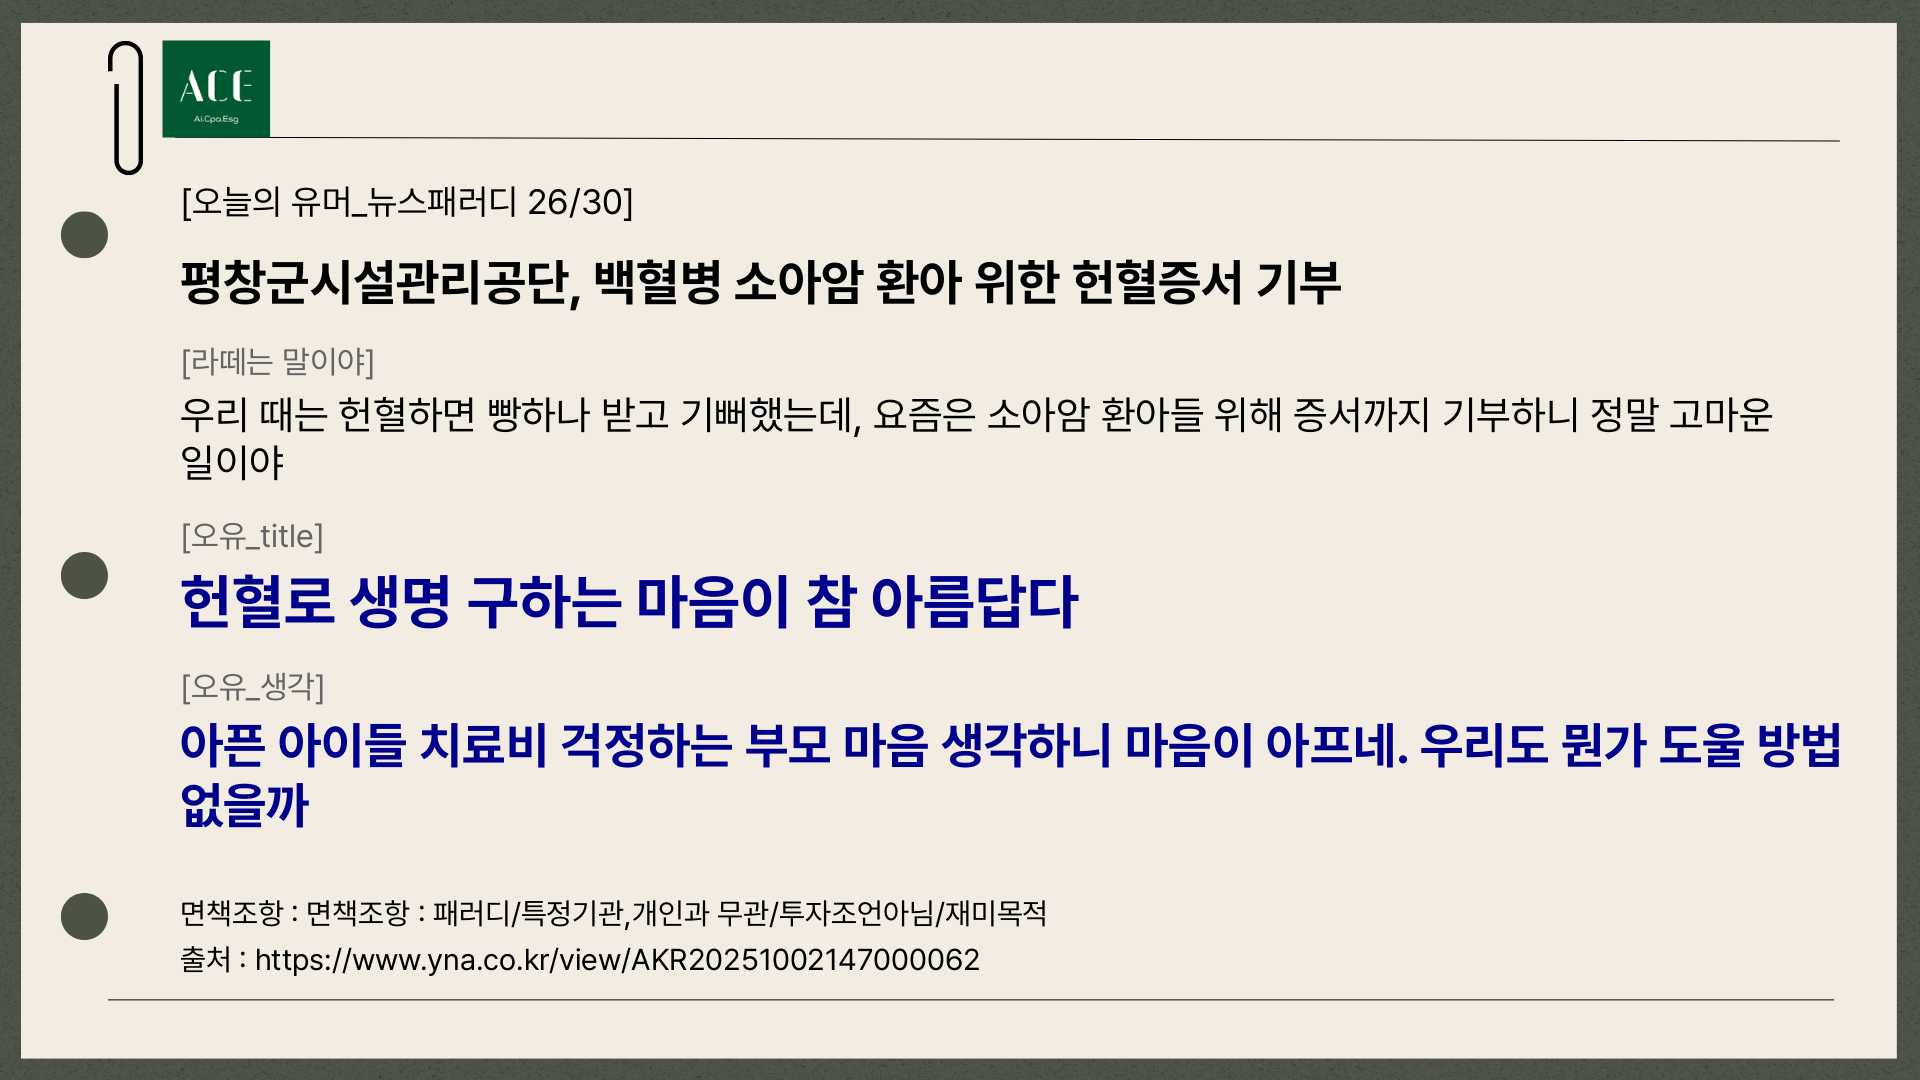 ACE
Ai.Cpa.Esg
[오늘의 유머_뉴스패러디 26/30]
평창군시설관리공단, 백혈병 소아암 환아 위한 헌혈증서 기부
[라떼는 말이야]
우리 때는 헌혈하면 빵하나 받고 기뻐했는데, 요즘은 소아암 환아들 위해 증서까지 기부하니 정말 고마운
일이야
[오유_title]
헌혈로 생명 구하는 마음이 참 아름답다
[오유_생각]
아픈 아이들 치료비 걱정하는 부모 마음 생각하니 마음이 아프네. 우리도 뭔가 도울 방법
없을까
면책조항 : 면책조항 : 패러디/특정기관,개인과 무관/투자조언아님/재미목적
출처 : https://www.yna.co.kr/view/AKR20251002147000062